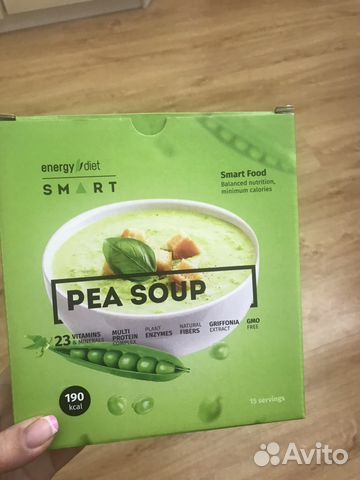 energy diet
SMART
Smart Food
Balanced nutrition,
minimum calories
PEA SOUP
23 VITAMINS & MINERALS
MULTI PROTEIN COMPLEX
PLANT ENZYMES
NATURAL FIBERS
GRIFFONIA EXTRACT
GMO FREE
190
kcal
15 servings
Avito